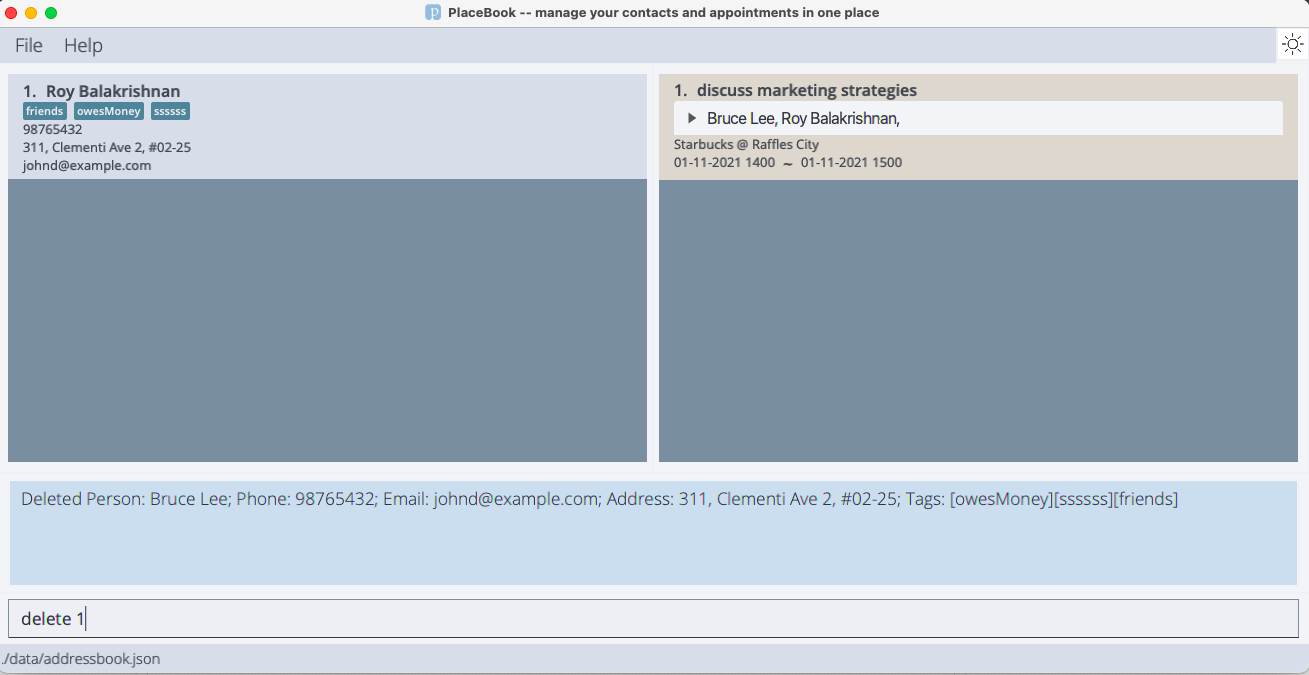 PlaceBook -- manage your contacts and appointments in one place
File Help
1. Roy Balakrishnan
friends owesMoney ssssss
98765432
311, Clementi Ave 2, #02-25
johnd@example.com
1. discuss marketing strategies
Bruce Lee, Roy Balakrishnan,
Starbucks @ Raffles City
01-11-2021 1400 ~ 01-11-2021 1500
Deleted Person: Bruce Lee; Phone: 98765432; Email: johnd@example.com; Address: 311, Clementi Ave 2, #02-25; Tags: [owesMoney][ssssss][friends]
delete 1
./data/addressbook.json